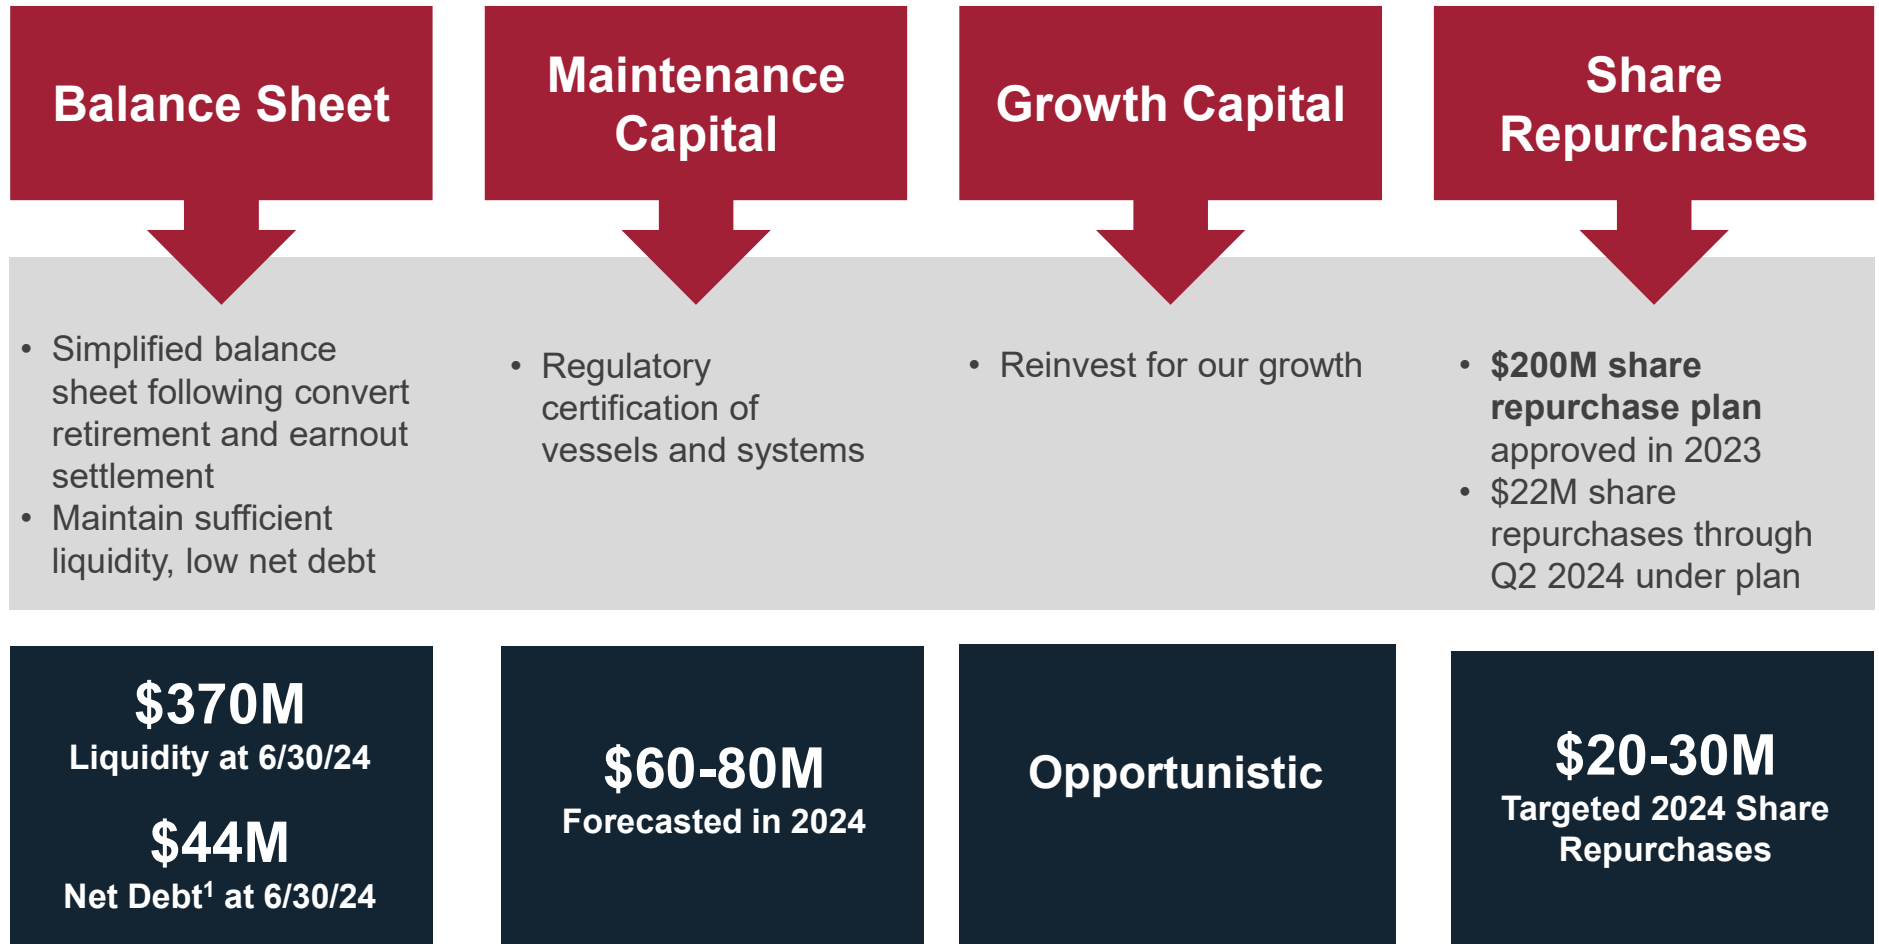 Balance Sheet
Maintenance
Capital
Growth Capital
Share
Repurchases
• Simplified balance
sheet following convert
retirement and earnout
settlement
• Maintain sufficient
liquidity, low net debt
• Regulatory
certification of
vessels and systems
• Reinvest for our growth
• $200M share
repurchase plan
approved in 2023
• $22M share
repurchases through
Q2 2024 under plan
$370M
Liquidity at 6/30/24
$44M
Net Debt¹ at 6/30/24
$60-80M
Forecasted in 2024
Opportunistic
$20-30M
Targeted 2024 Share
Repurchases